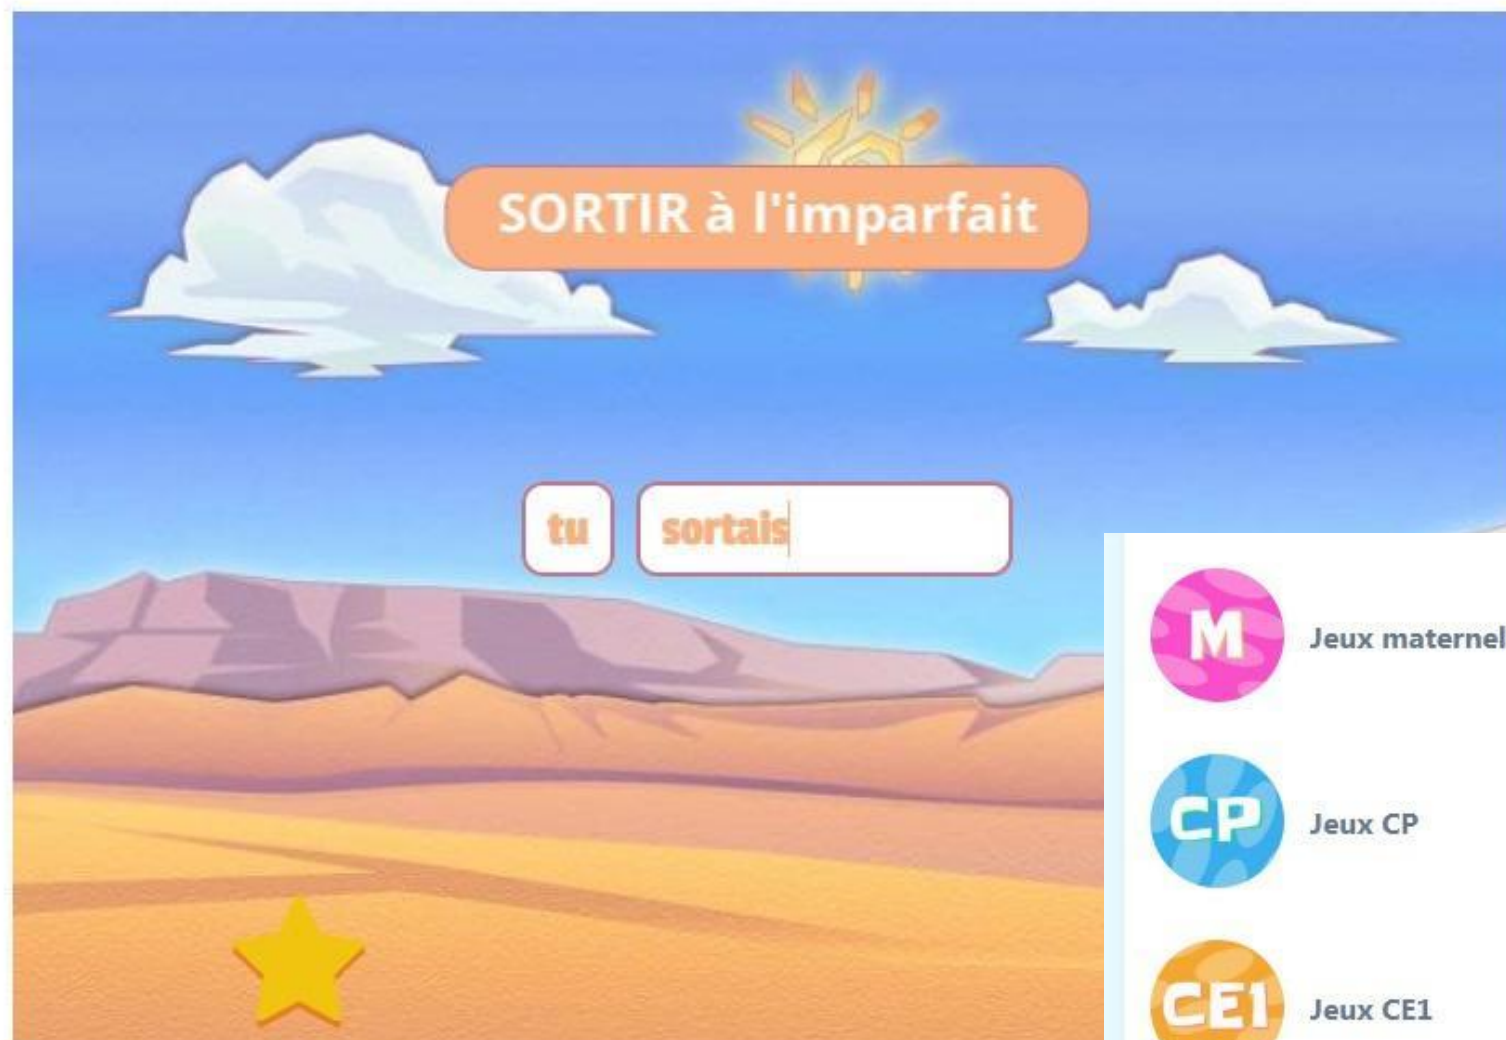 SORTIR à l'imparfait
tu sortais
M Jeux maternel
CP Jeux CP
CE1 Jeux CE1